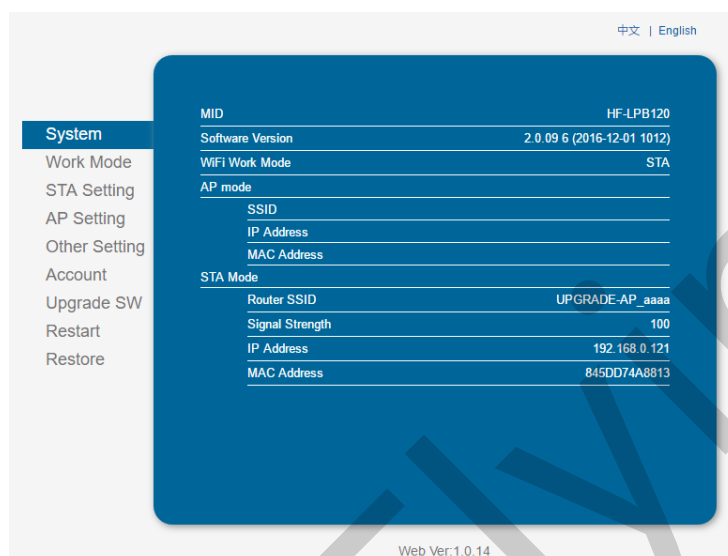 中文 | English
System
Work Mode
STA Setting
AP Setting
Other Setting
Account
Upgrade SW
Restart
Restore
MID HF-LPB120
Software Version 2.0.09 6 (2016-12-01 1012)
WiFi Work Mode STA
AP mode
SSID
IP Address
MAC Address
STA Mode
Router SSID UPGRADE-AP_aaaa
Signal Strength 100
IP Address 192.168.0.121
MAC Address 845DD74A8813
Web Ver:1.0.14